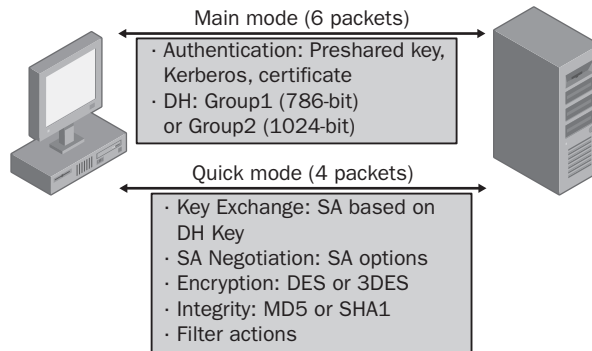 Main mode (6 packets)
· Authentication: Preshared key,
Kerberos, certificate
· DH: Group1 (786-bit)
or Group2 (1024-bit)
Quick mode (4 packets)
· Key Exchange: SA based on
DH Key
· SA Negotiation: SA options
· Encryption: DES or 3DES
· Integrity: MD5 or SHA1
· Filter actions